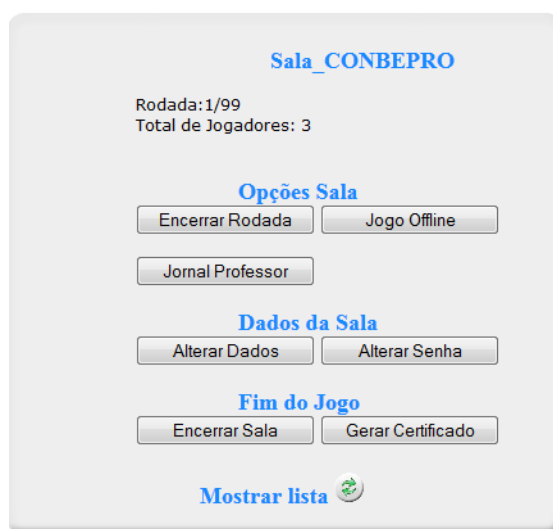 Sala_CONBEPRO
Rodada:1/99
Total de Jogadores: 3
Opções Sala
Encerrar Rodada Jogo Offline
Jornal Professor
Dados da Sala
Alterar Dados Alterar Senha
Fim do Jogo
Encerrar Sala Gerar Certificado
Mostrar lista